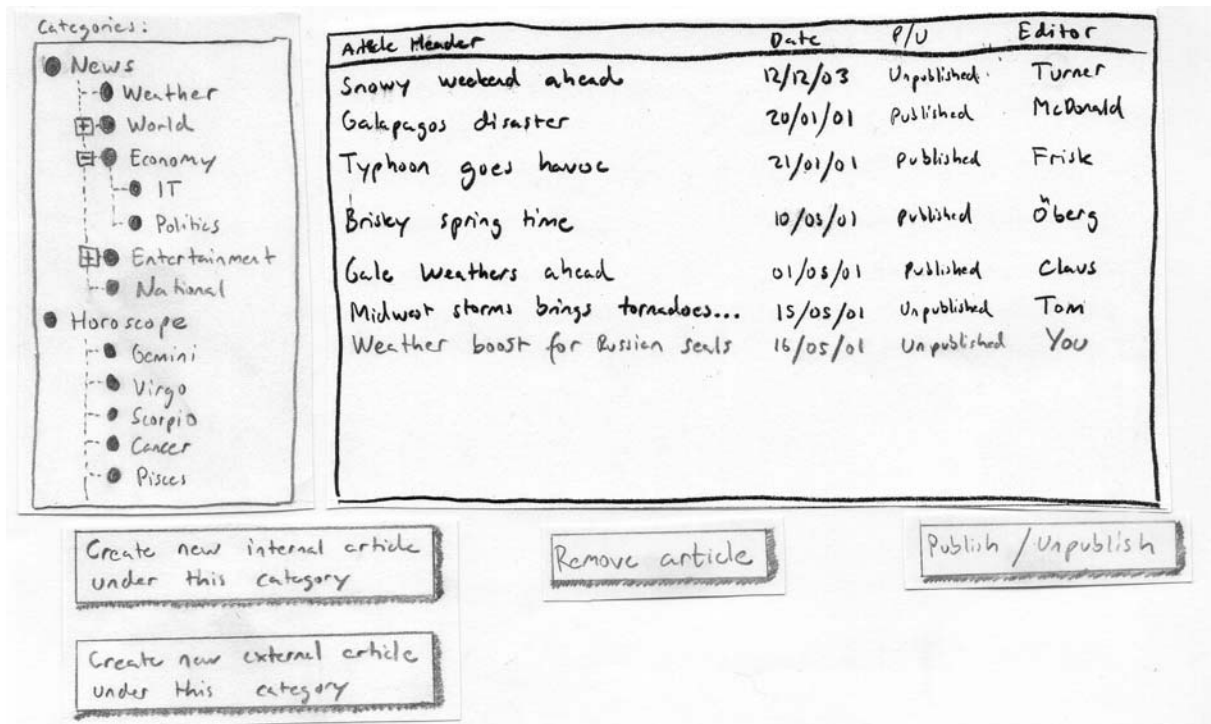 Categories:
News
Weather
World
Economy
IT
Politics
Entertainment
National
Horoscope
Gemini
Virgo
Scorpio
Cancer
Pisces
Article Header Date P/U Editor
Snowy weekend ahead 12/12/03 Unpublished Turner
Galapagos disaster 20/01/01 Published McDonald
Typhoon goes havoc 21/01/01 Published Frisk
Briskey spring time 10/03/01 Published Öberg
Gale Weathers ahead 01/05/01 Published Claus
Midwest storms brings tornadoes... 15/05/01 Unpublished Tom
Weather boost for Russian seals 16/05/01 Unpublished You
Create new internal article
under this category
Remove article
Publish / Unpublish
Create new external article
under this category